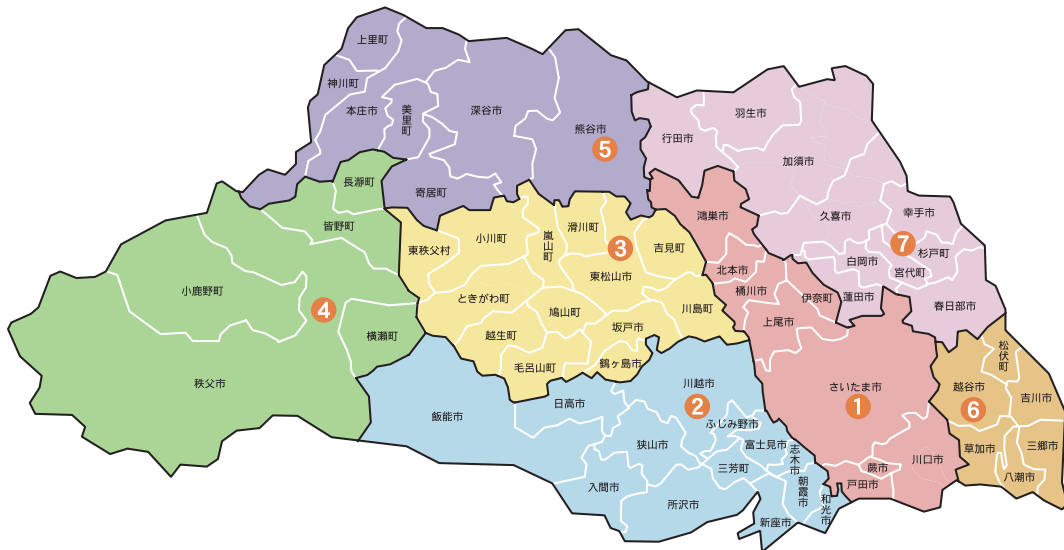 上里町
神川町
本庄市
美里町
深谷市
熊谷市
5
寄居町
行田市
羽生市
加須市
久喜市
幸手市
7
杉戸町
白岡市
宮代町
蓮田市
春日部市
長瀞町
皆野町
小鹿野町
4
横瀬町
秩父市
東秩父村
小川町
嵐山町
滑川町
3
吉見町
東松山市
ときがわ町
鳩山町
川島町
越生町
坂戸市
毛呂山町
鶴ヶ島市
鴻巣市
北本市
桶川市
伊奈町
上尾市
さいたま市
1
川口市
蕨市
戸田市
飯能市
日高市
川越市
2
ふじみ野市
狭山市
富士見市
志木市
三芳町
入間市
所沢市
朝霞市
和光市
新座市
松伏町
越谷市
6
吉川市
草加市
三郷市
八潮市